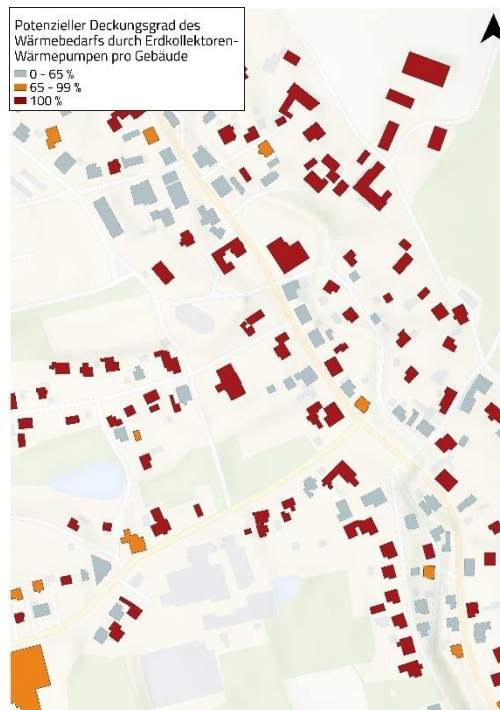 Potenzieller Deckungsgrad des
Wärmebedarfs durch Erdkollektoren-
Wärmepumpen pro Gebäude
0 - 65 %
65 - 99 %
100 %